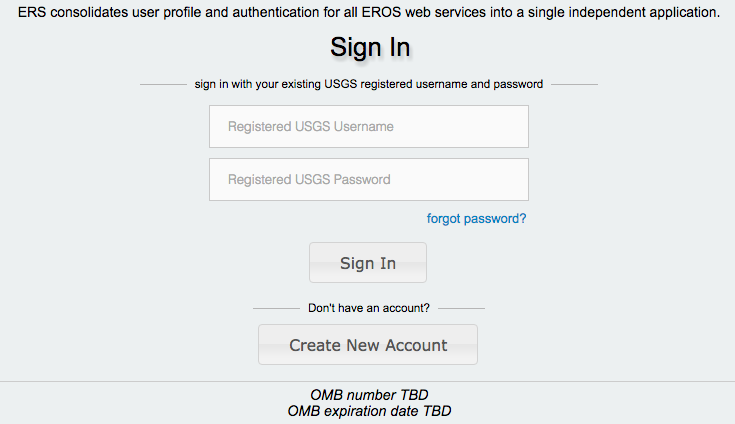 ERS consolidates user profile and authentication for all EROS web services into a single independent application.
Sign In
sign in with your existing USGS registered username and password
Registered USGS Username
Registered USGS Password
forgot password?
Sign In
Don't have an account?
Create New Account
OMB number TBD
OMB expiration date TBD